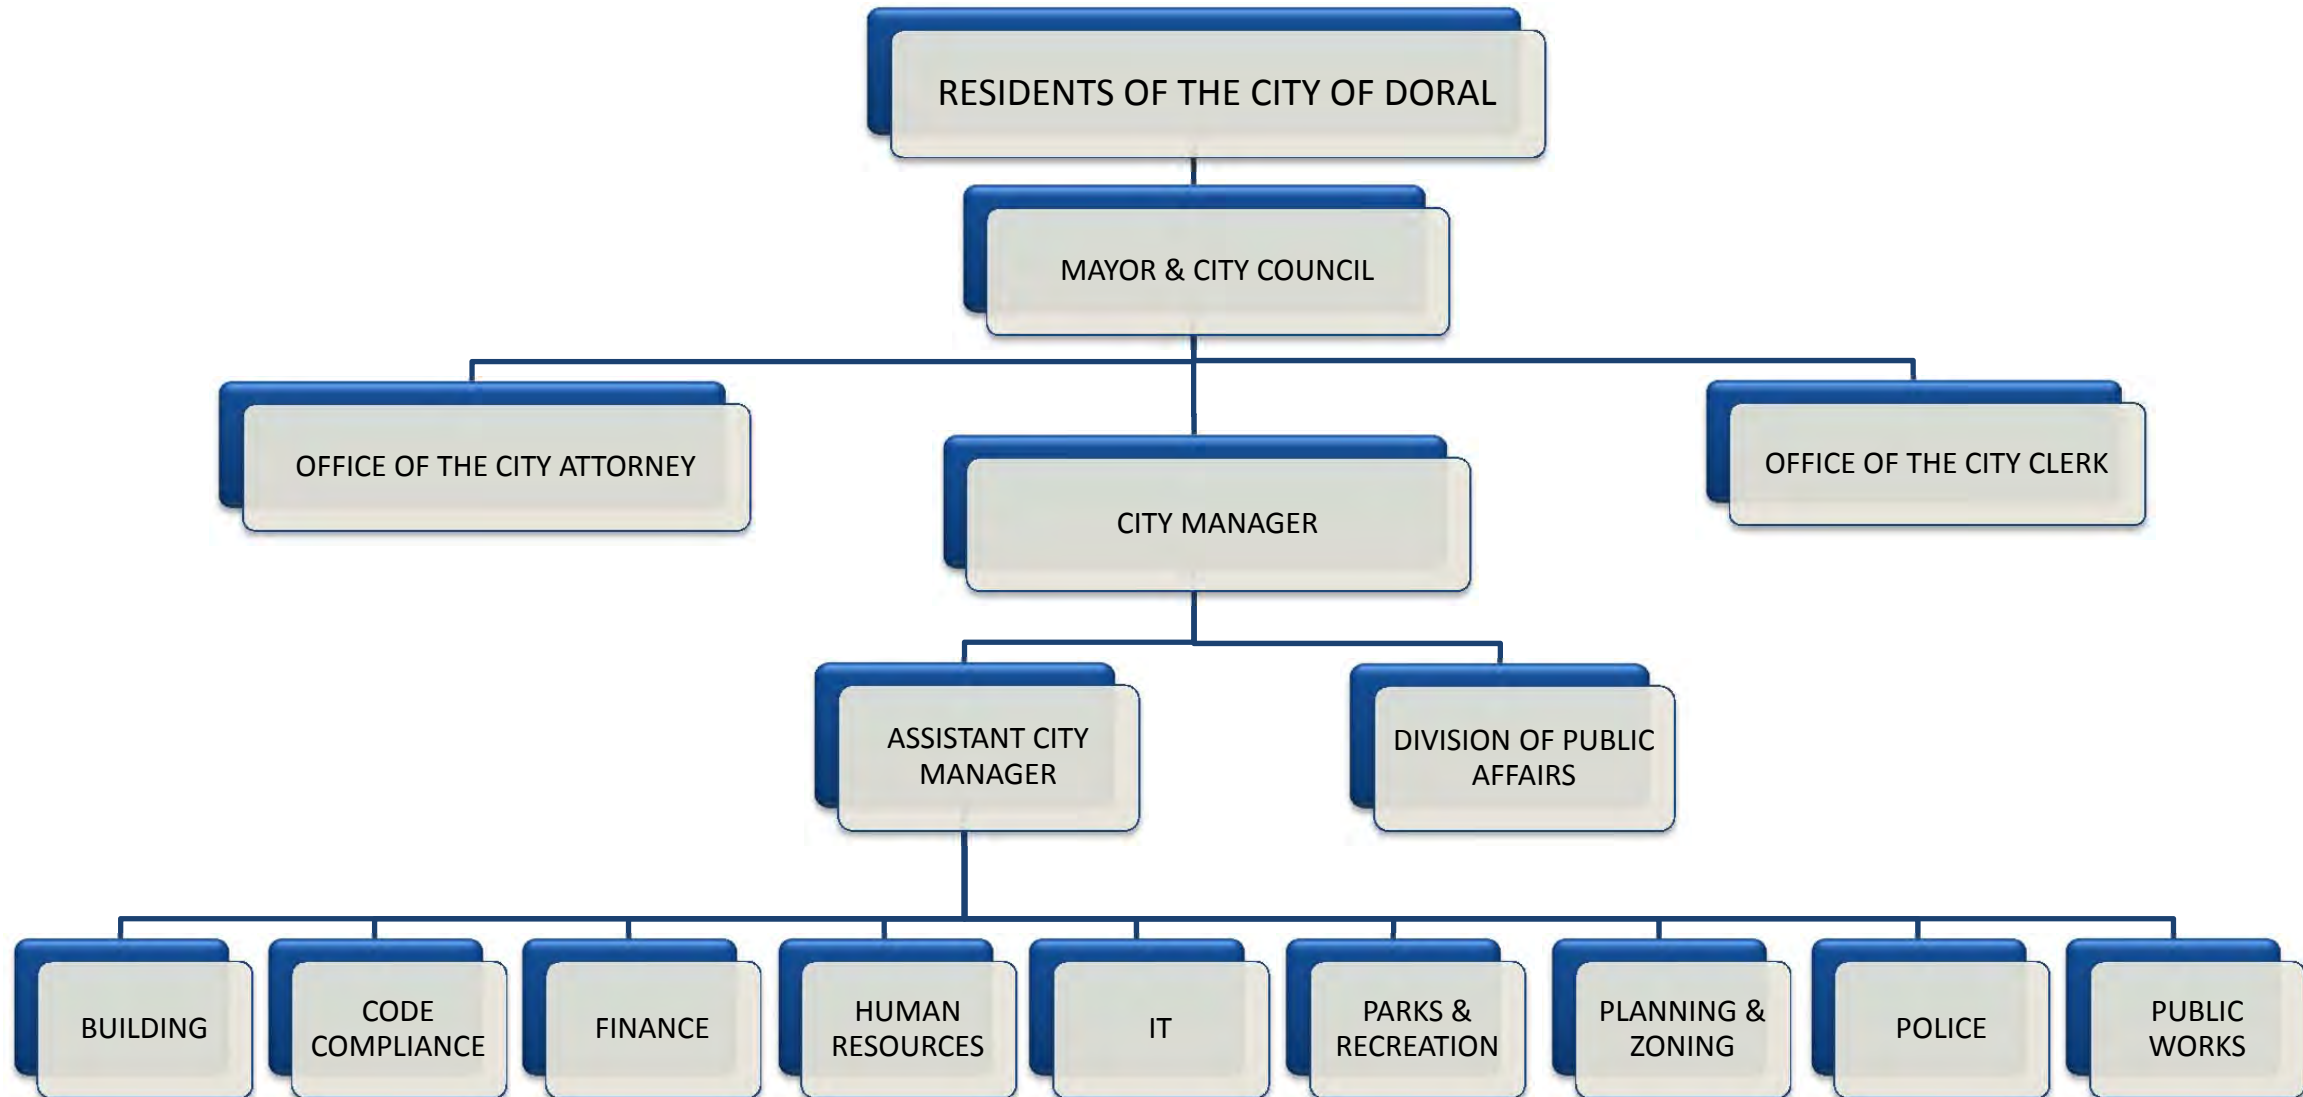 RESIDENTS OF THE CITY OF DORAL
MAYOR & CITY COUNCIL
OFFICE OF THE CITY ATTORNEY
OFFICE OF THE CITY CLERK
CITY MANAGER
ASSISTANT CITY
MANAGER
DIVISION OF PUBLIC
AFFAIRS
BUILDING
CODE
COMPLIANCE
FINANCE
HUMAN
RESOURCES
IT
PARKS &
RECREATION
PLANNING &
ZONING
POLICE
PUBLIC
WORKS